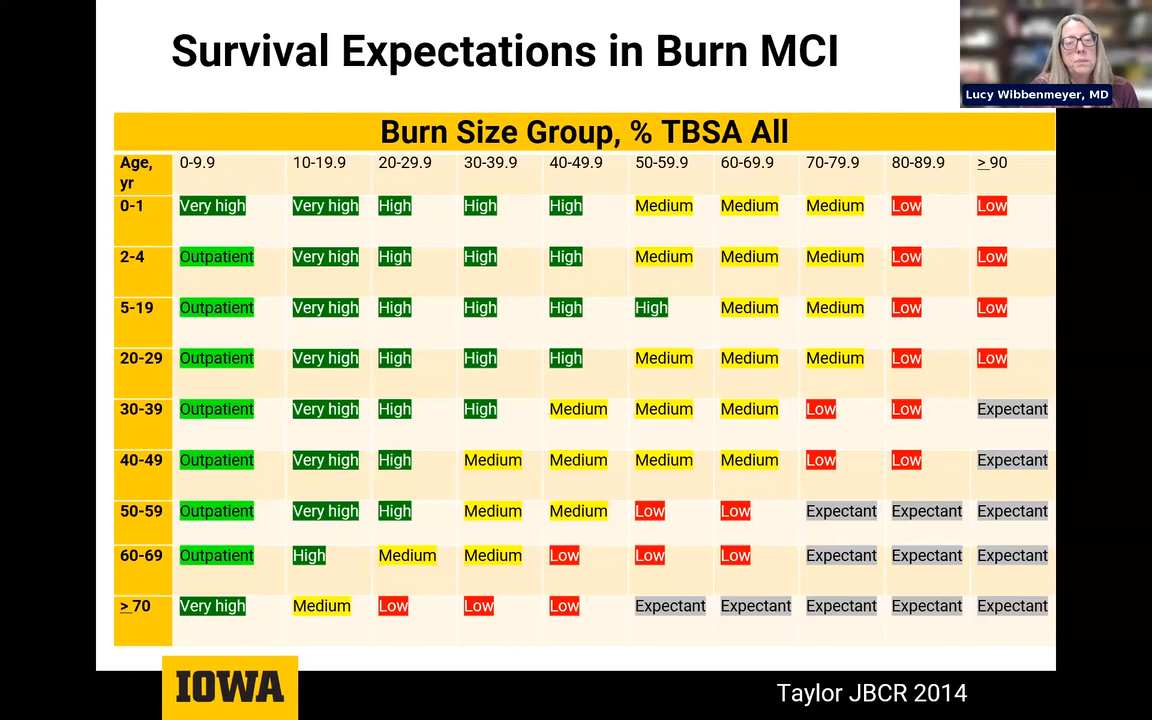 Survival Expectations in Burn MCI
Lucy Wibbenmeyer, MD
Burn Size Group, % TBSA All
Age, yr 0-9.9 10-19.9 20-29.9 30-39.9 40-49.9 50-59.9 60-69.9 70-79.9 80-89.9 > 90
0-1 Very high Very high High High High Medium Medium Medium Low Low
2-4 Outpatient Very high High High High Medium Medium Medium Low Low
5-19 Outpatient Very high High High High High Medium Medium Low Low
20-29 Outpatient Very high High High High Medium Medium Medium Low Low
30-39 Outpatient Very high High High Medium Medium Medium Low Low Expectant
40-49 Outpatient Very high High Medium Medium Medium Medium Low Low Expectant
50-59 Outpatient Very high High Medium Medium Low Low Expectant Expectant Expectant
60-69 Outpatient High Medium Medium Low Low Low Expectant Expectant Expectant
> 70 Very high Medium Low Low Low Expectant Expectant Expectant Expectant Expectant
IOWA
Taylor JBCR 2014